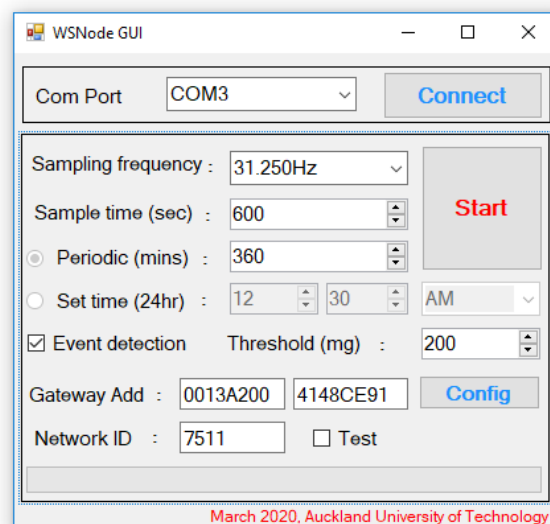 WSNode GUI
Com Port COM3 Connect
Sampling frequency : 31.250Hz
Start
Sample time (sec) : 600
Periodic (mins) : 360
Set time (24hr) : 12 30 AM
Event detection Threshold (mg) : 200
Gateway Add : 0013A200 4148CE91 Config
Network ID : 7511 Test
March 2020, Auckland University of Technology